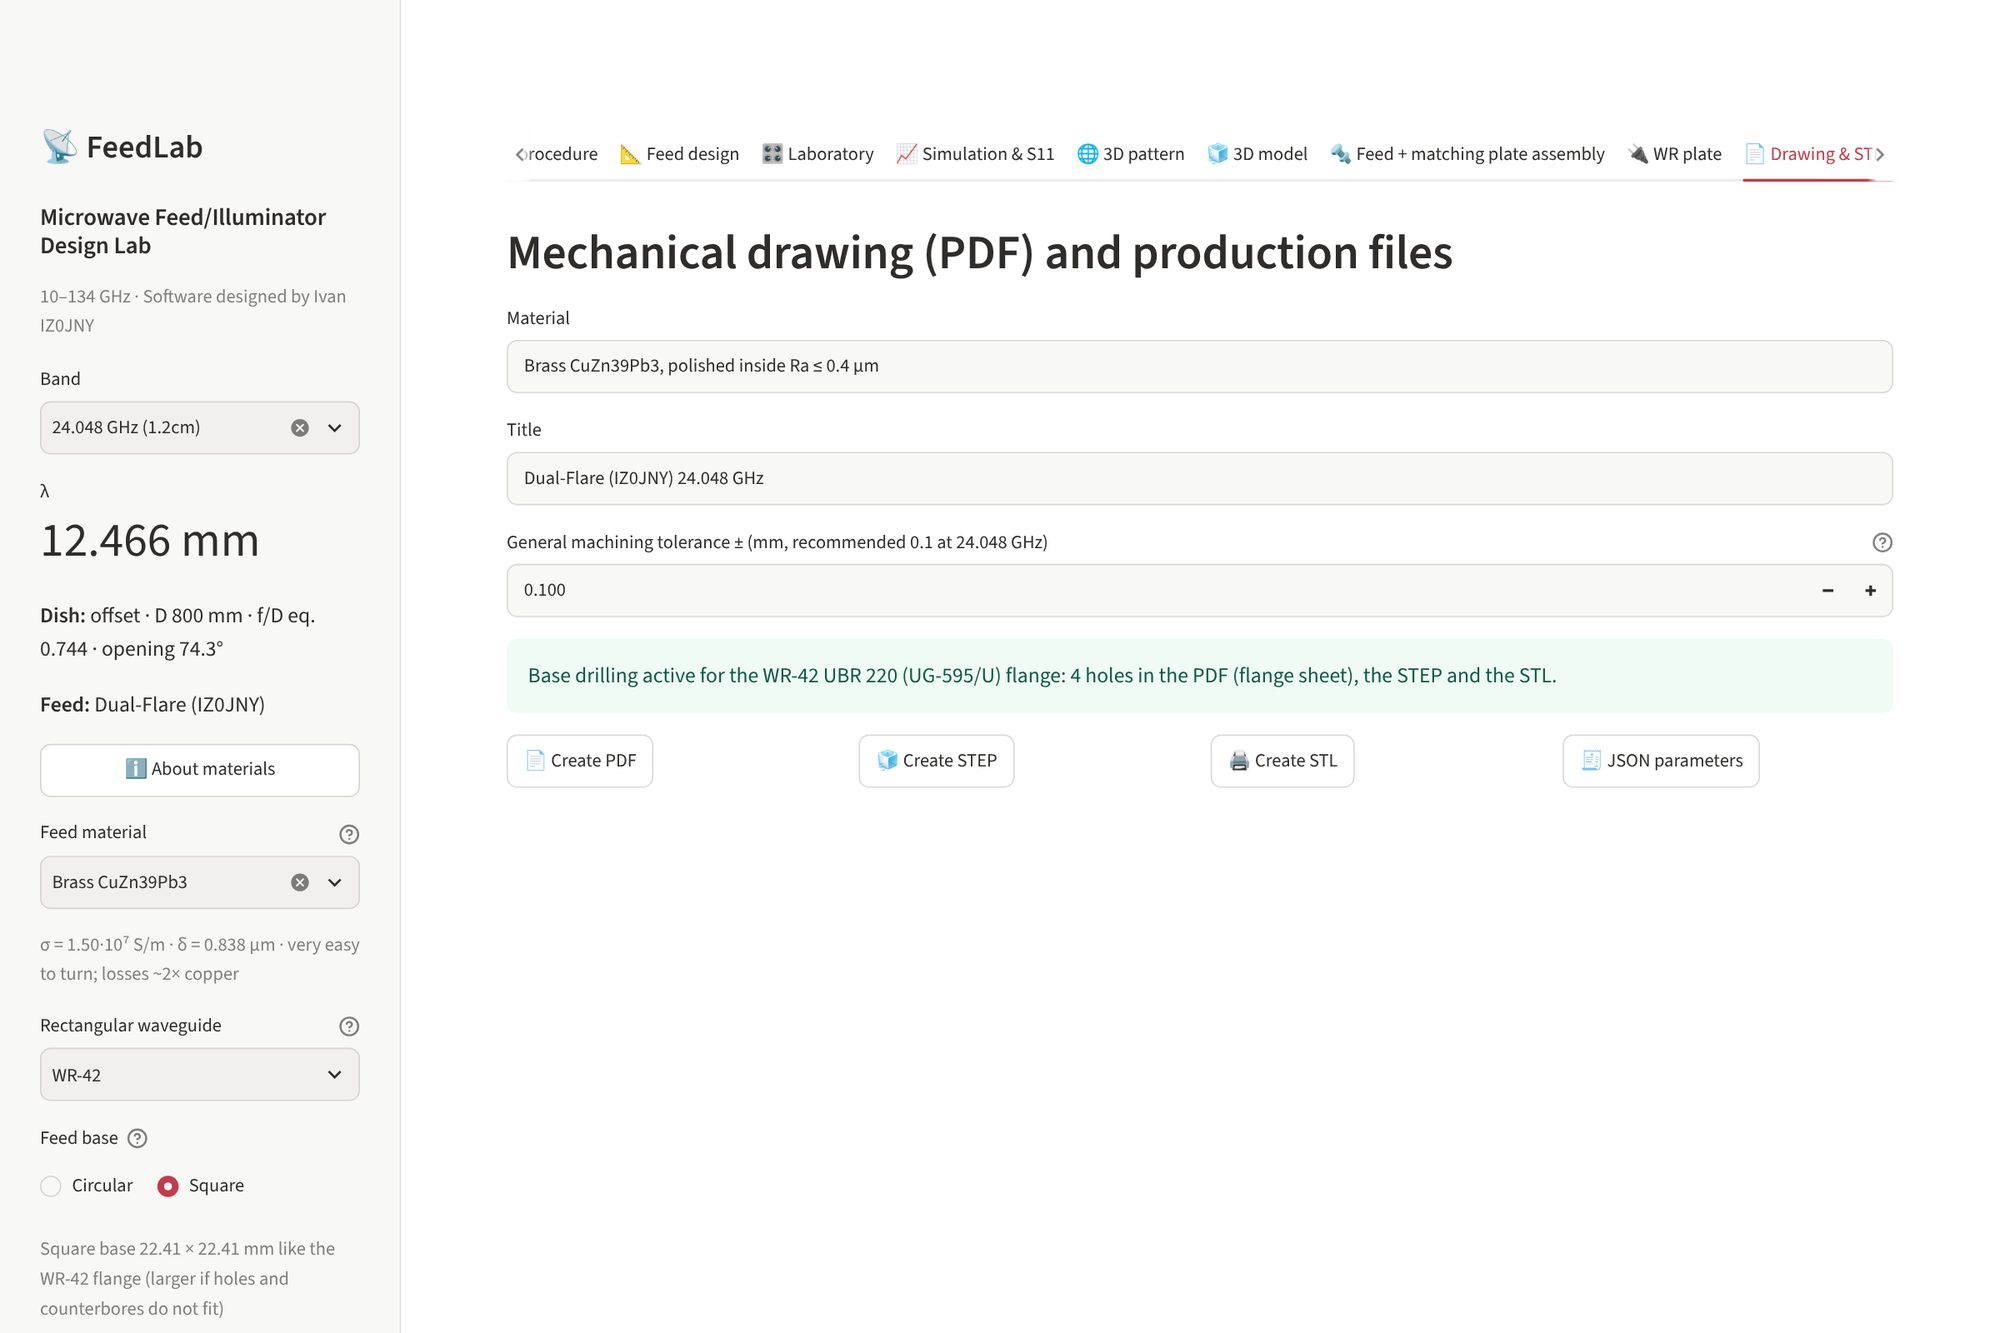 FeedLab
Microwave Feed/Illuminator
Design Lab
10–134 GHz · Software designed by Ivan
IZ0JNY
Band
24.048 GHz (1.2cm)
λ
12.466 mm
Dish: offset · D 800 mm · f/D eq.
0.744 · opening 74.3°
Feed: Dual-Flare (IZ0JNY)
About materials
Feed material
Brass CuZn39Pb3
σ = 1.50·10⁷ S/m · δ = 0.838 µm · very easy
to turn; losses ~2× copper
Rectangular waveguide
WR-42
Feed base
Circular Square
Square base 22.41 × 22.41 mm like the
WR-42 flange (larger if holes and
counterbores do not fit)
rocedure Feed design Laboratory Simulation & S11 3D pattern 3D model Feed + matching plate assembly WR plate Drawing & ST
Mechanical drawing (PDF) and production files
Material
Brass CuZn39Pb3, polished inside Ra ≤ 0.4 µm
Title
Dual-Flare (IZ0JNY) 24.048 GHz
General machining tolerance ± (mm, recommended 0.1 at 24.048 GHz)
0.100
Base drilling active for the WR-42 UBR 220 (UG-595/U) flange: 4 holes in the PDF (flange sheet), the STEP and the STL.
Create PDF Create STEP Create STL JSON parameters